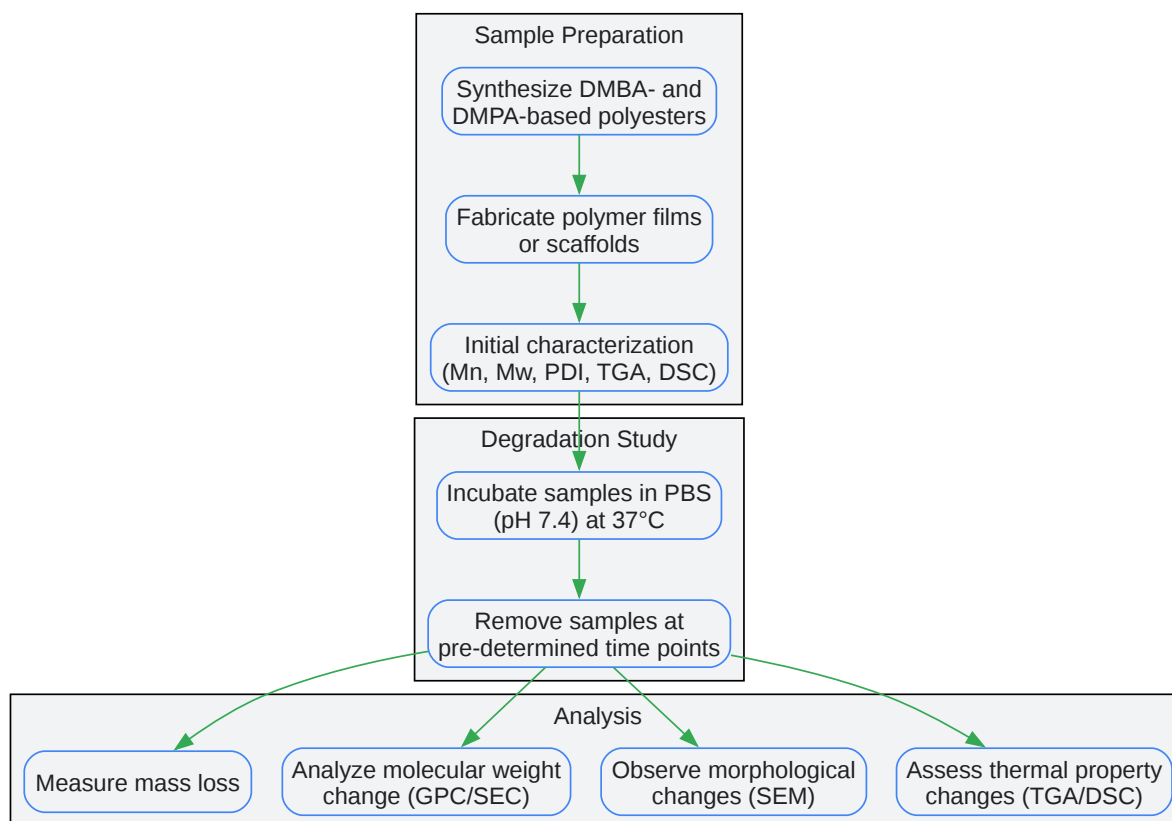 Sample Preparation
Synthesize DMBA- and
DMPA-based polyesters
Fabricate polymer films
or scaffolds
Initial characterization
(Mn, Mw, PDI, TGA, DSC)
Degradation Study
Incubate samples in PBS
(pH 7.4) at 37°C
Remove samples at
pre-determined time points
Analysis
Measure mass loss
Analyze molecular weight
change (GPC/SEC)
Observe morphological
changes (SEM)
Assess thermal property
changes (TGA/DSC)